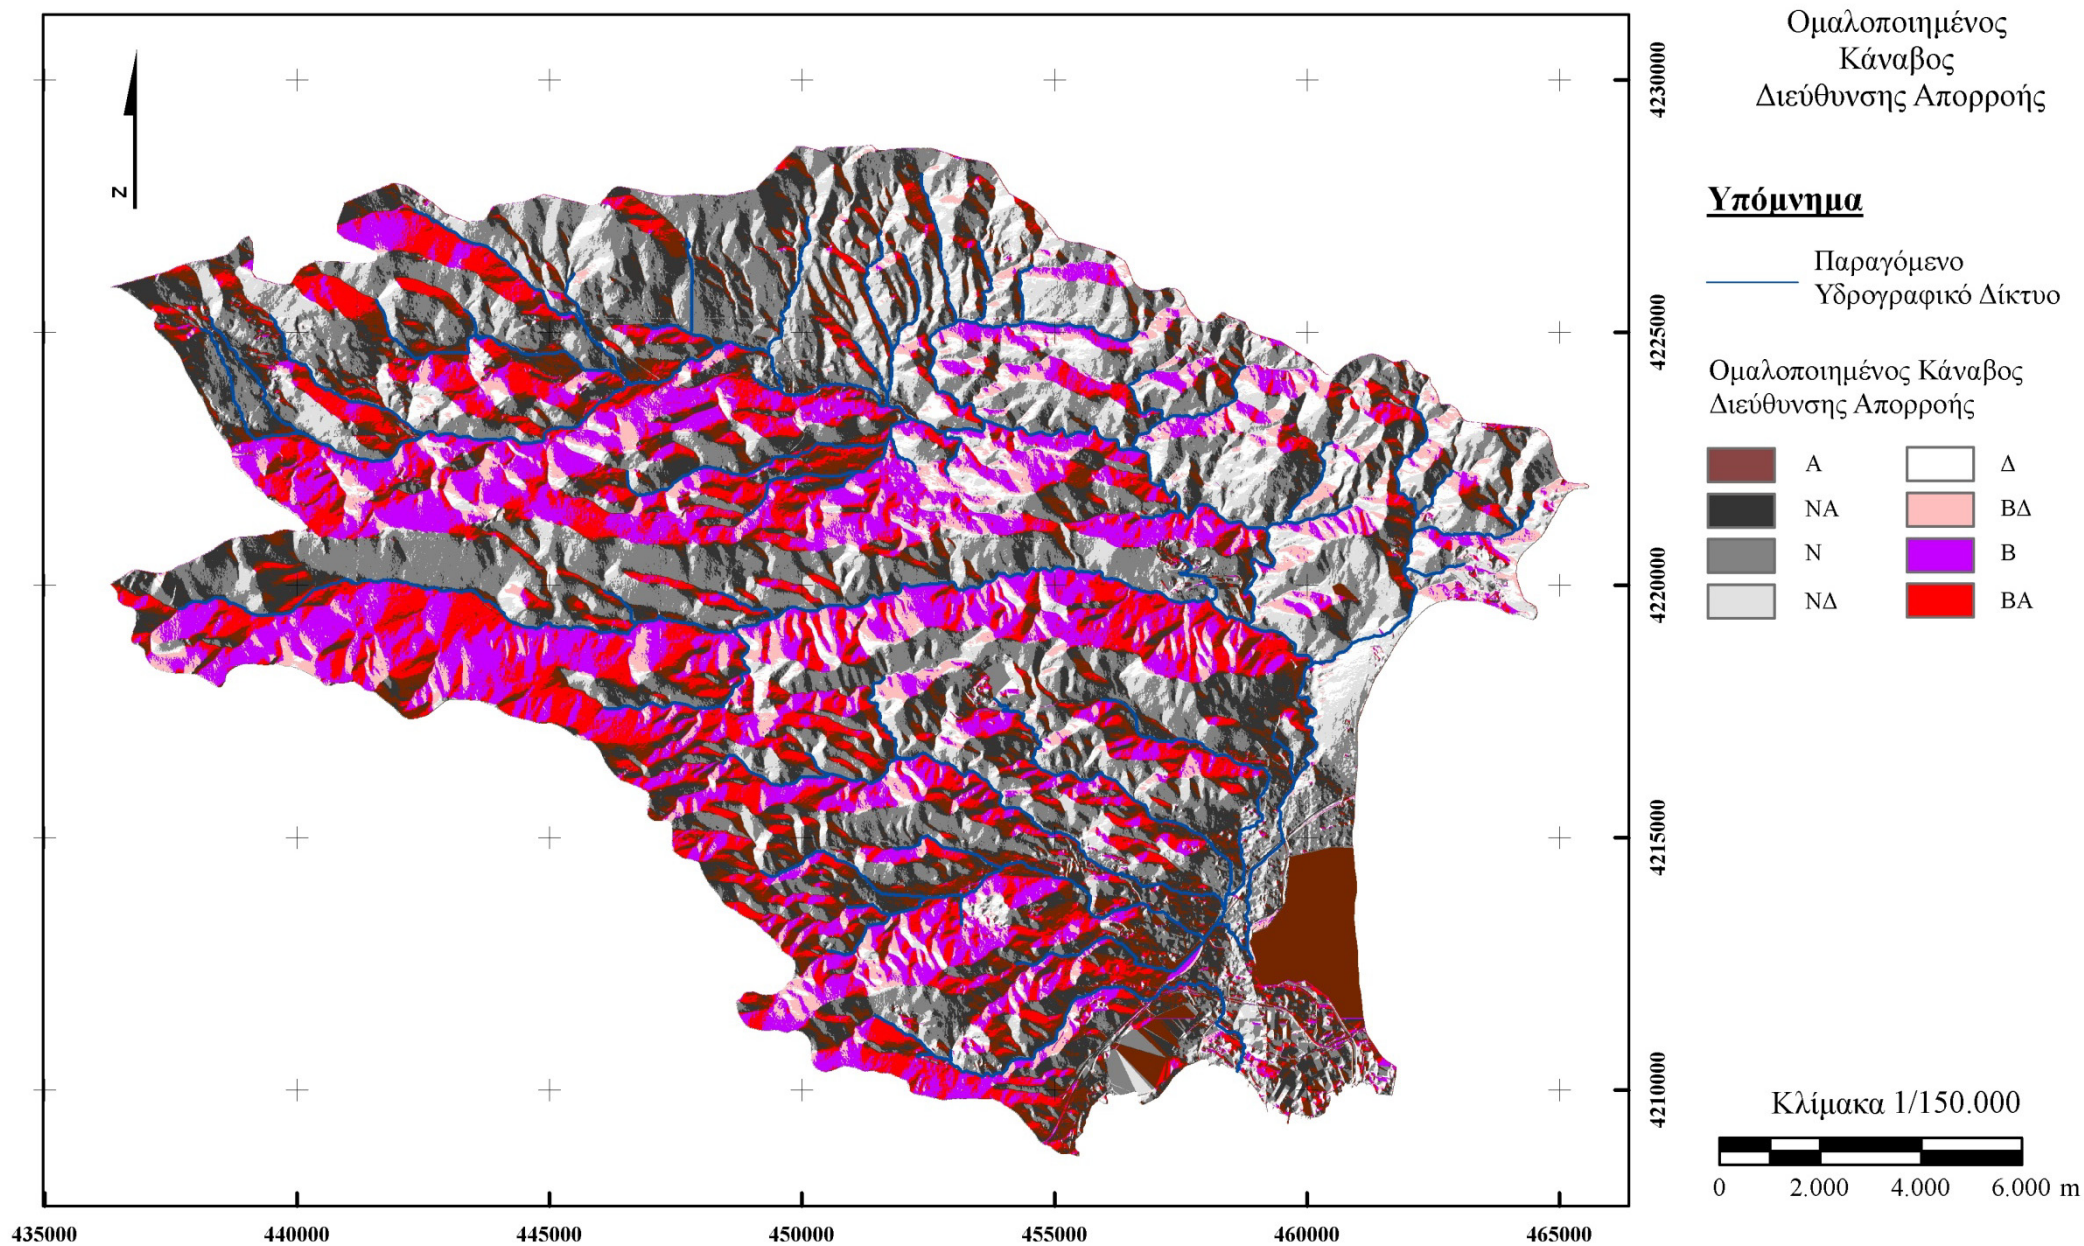 Ομαλοποιημένος
Κάναβος
Διεύθυνσης Απορροής
Υπόμνημα
Παραγόμενο
Υδρογραφικό Δίκτυο
Ομαλοποιημένος Κάναβος
Διεύθυνσης Απορροής
Α
Δ
ΝΑ
ΒΔ
Ν
Β
ΝΔ
ΒΑ
Κλίμακα 1/150.000
0 2.000 4.000 6.000 m
N
4230000
4225000
4220000
4215000
4210000
435000 440000 445000 450000 455000 460000 465000